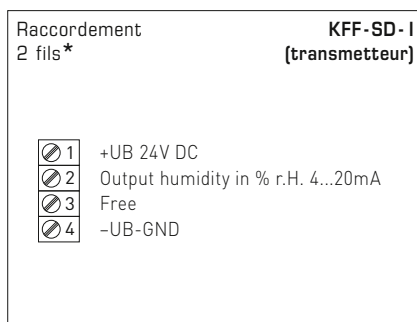 Raccordement KFF-SD-I
2 fils* (transmetteur)
1 +UB 24V DC
2 Output humidity in % r.H. 4...20mA
3 Free
4 –UB-GND